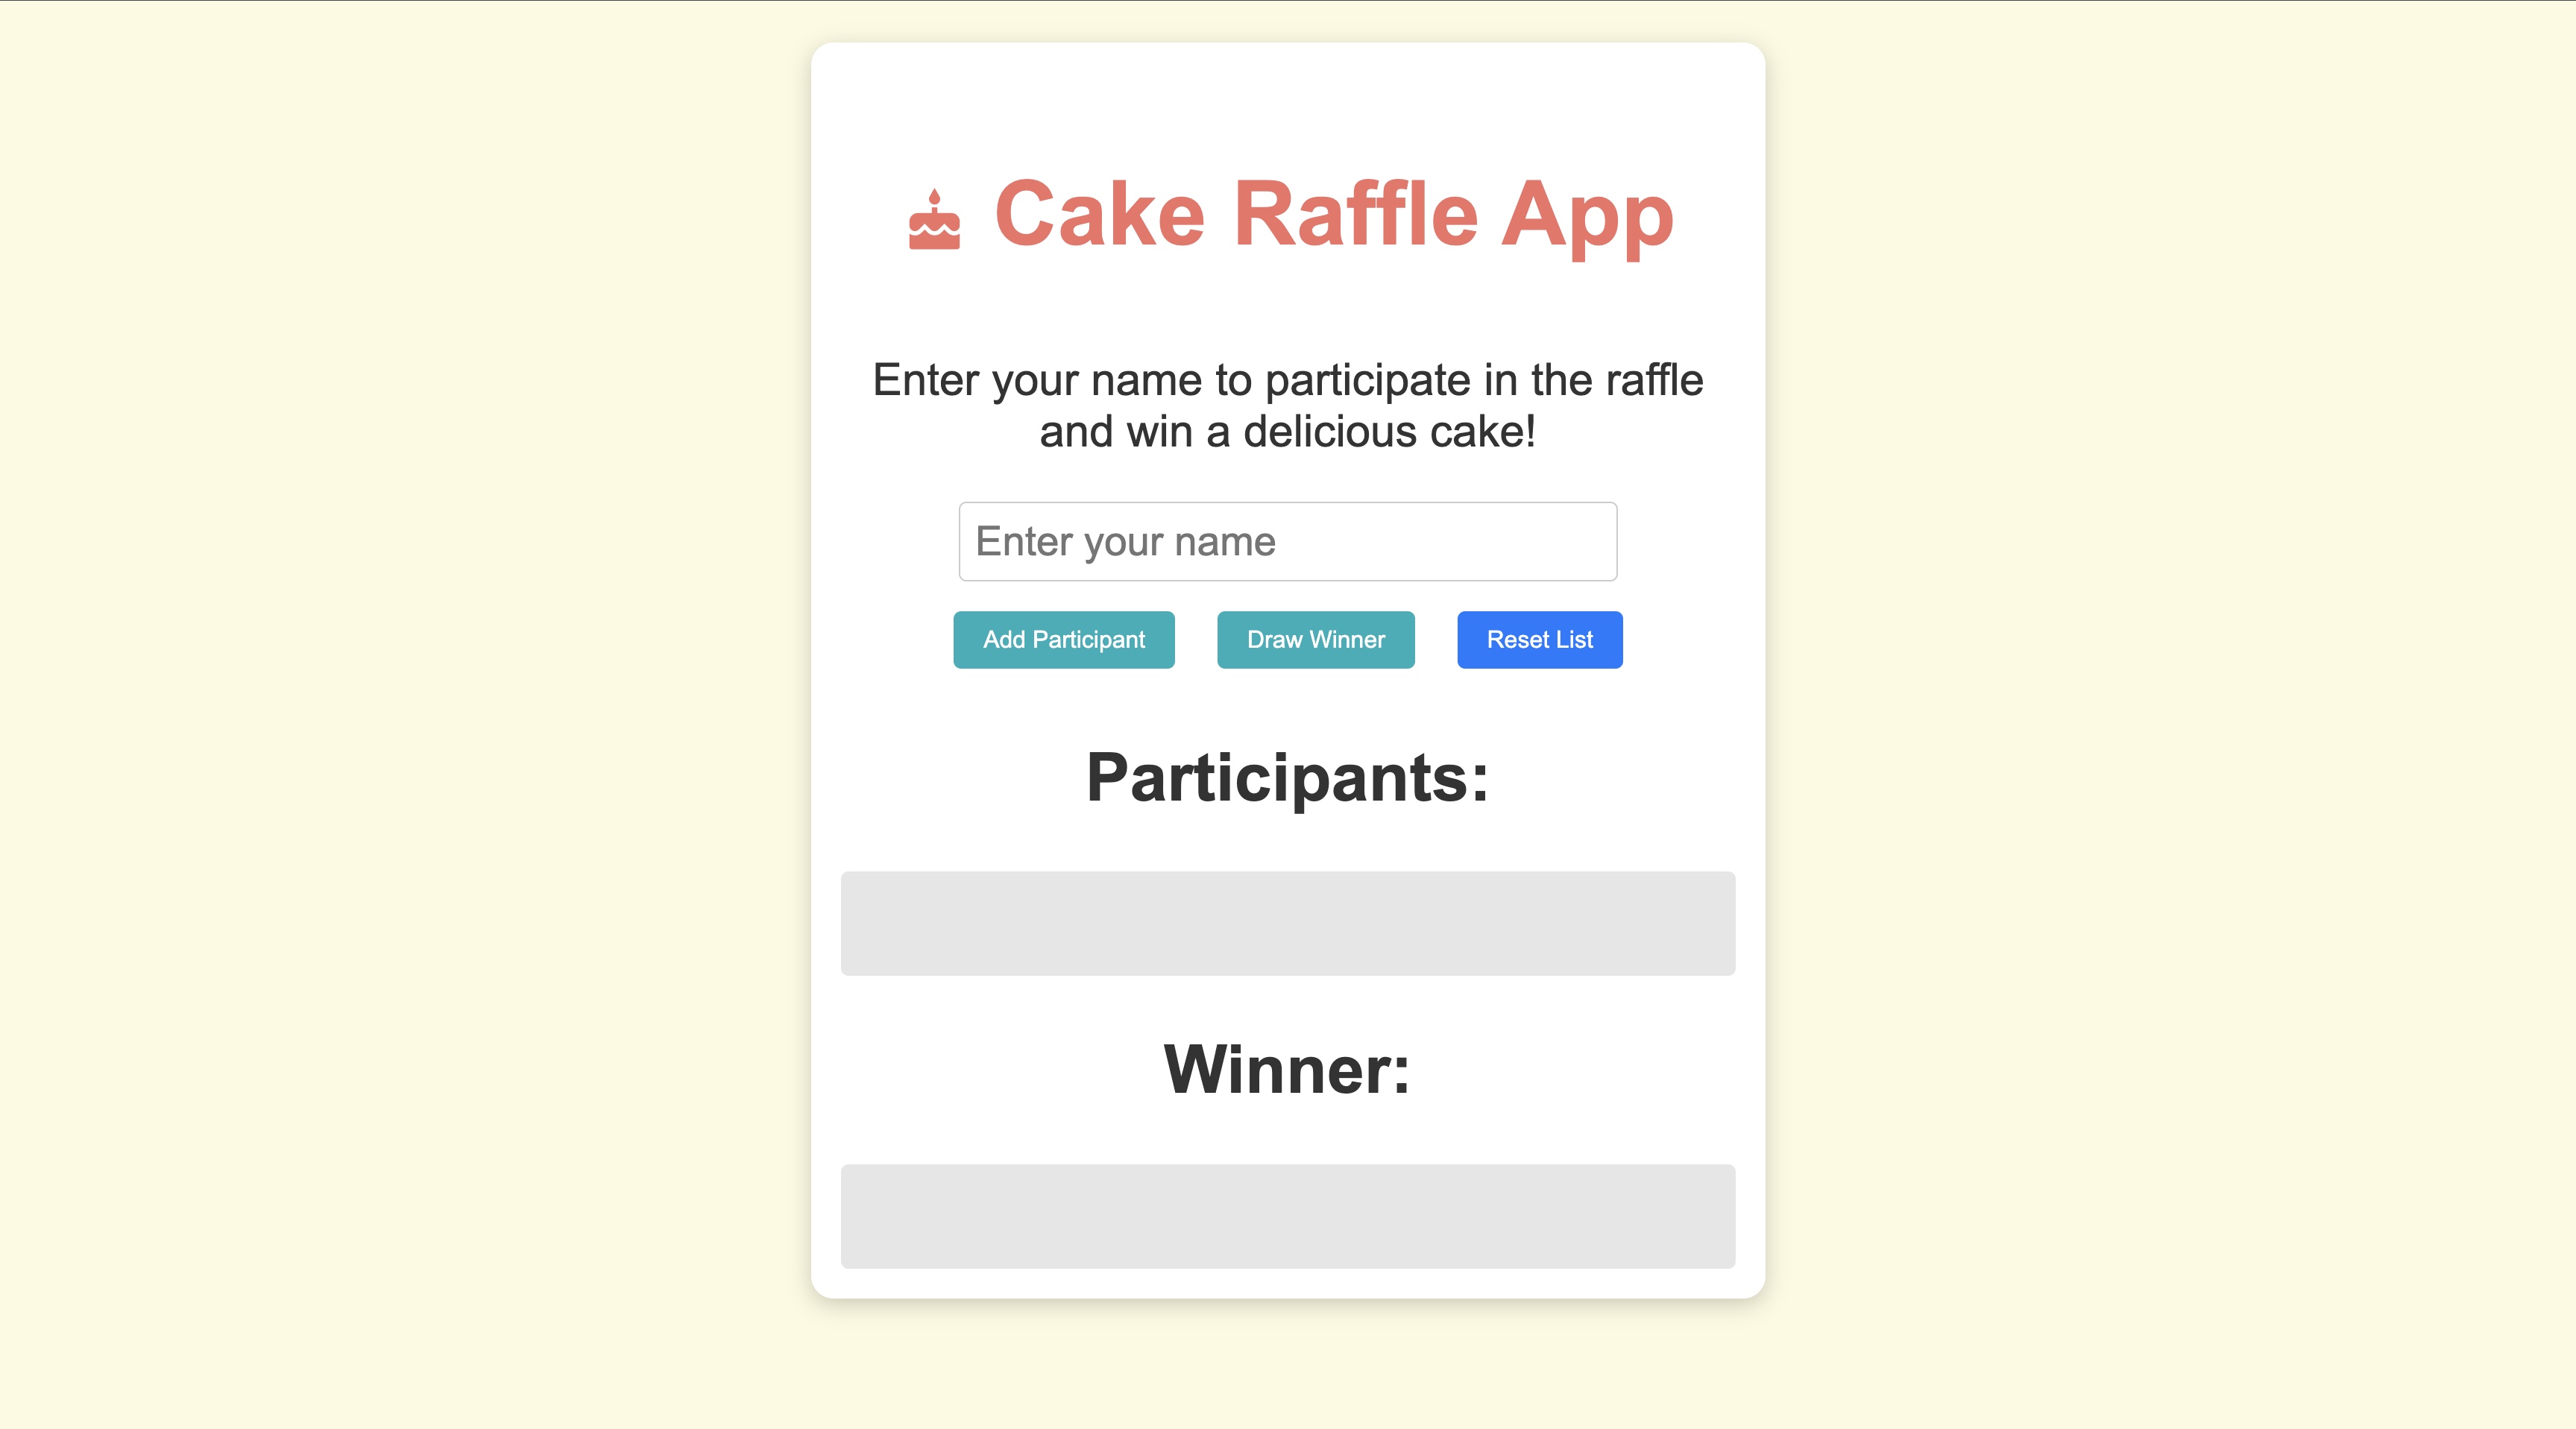 Cake Raffle App
Enter your name to participate in the raffle
and win a delicious cake!
Enter your name
Add Participant Draw Winner Reset List
Participants:
Winner: